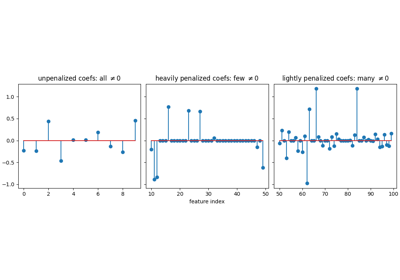 unpenalized coefs: all ≠0
heavily penalized coefs: few ≠0
lightly penalized coefs: many ≠0
1.0
0.5
0.0
−0.5
−1.0
0 2 4 6 8
10 20 30 40 50
50 60 70 80 90 100
feature index